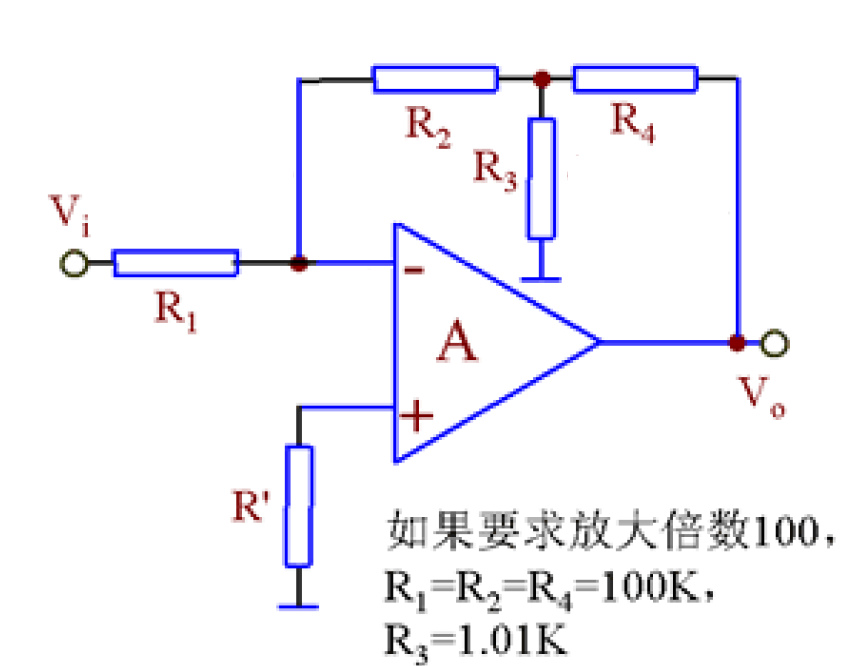 R₂
R₄
R₃
Vᵢ
R₁
-
A
Vₒ
+
R'
如果要求放大倍数100，
R₁=R₂=R₄=100K，
R₃=1.01K